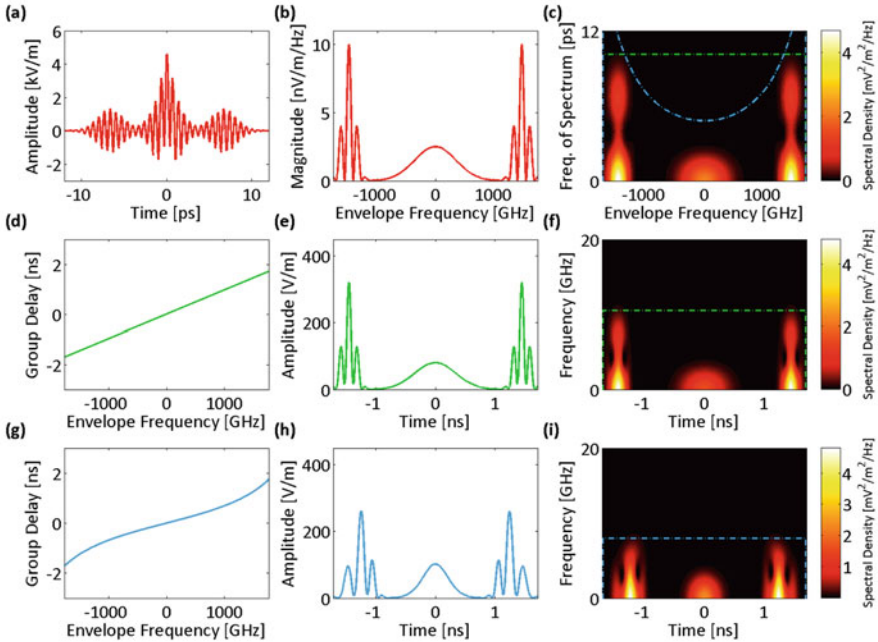 (a)
Amplitude [kV/m]
6
4
2
0
-2
-10 0 10
Time [ps]
(b)
Magnitude [nV/m/Hz]
10
5
0
-1000 0 1000
Envelope Frequency [GHz]
(c)
Freq. of Spectrum [ps]
12
0
-1000 0 1000
Envelope Frequency [GHz]
4
3
2
1
0
Spectral Density [mV²/m²/Hz]
(d)
Group Delay [ns]
2
0
-2
-1000 0 1000
Envelope Frequency [GHz]
(e)
Amplitude [V/m]
400
200
0
-1 0 1
Time [ns]
(f)
Frequency [GHz]
20
0
-1 0 1
Time [ns]
4
3
2
1
0
Spectral Density [mV²/m²/Hz]
(g)
Group Delay [ns]
2
0
-2
-1000 0 1000
Envelope Frequency [GHz]
(h)
Amplitude [V/m]
400
200
0
-1 0 1
Time [ns]
(i)
Frequency [GHz]
20
0
-1 0 1
Time [ns]
4
3
2
1
Spectral Density [mV²/m²/Hz]